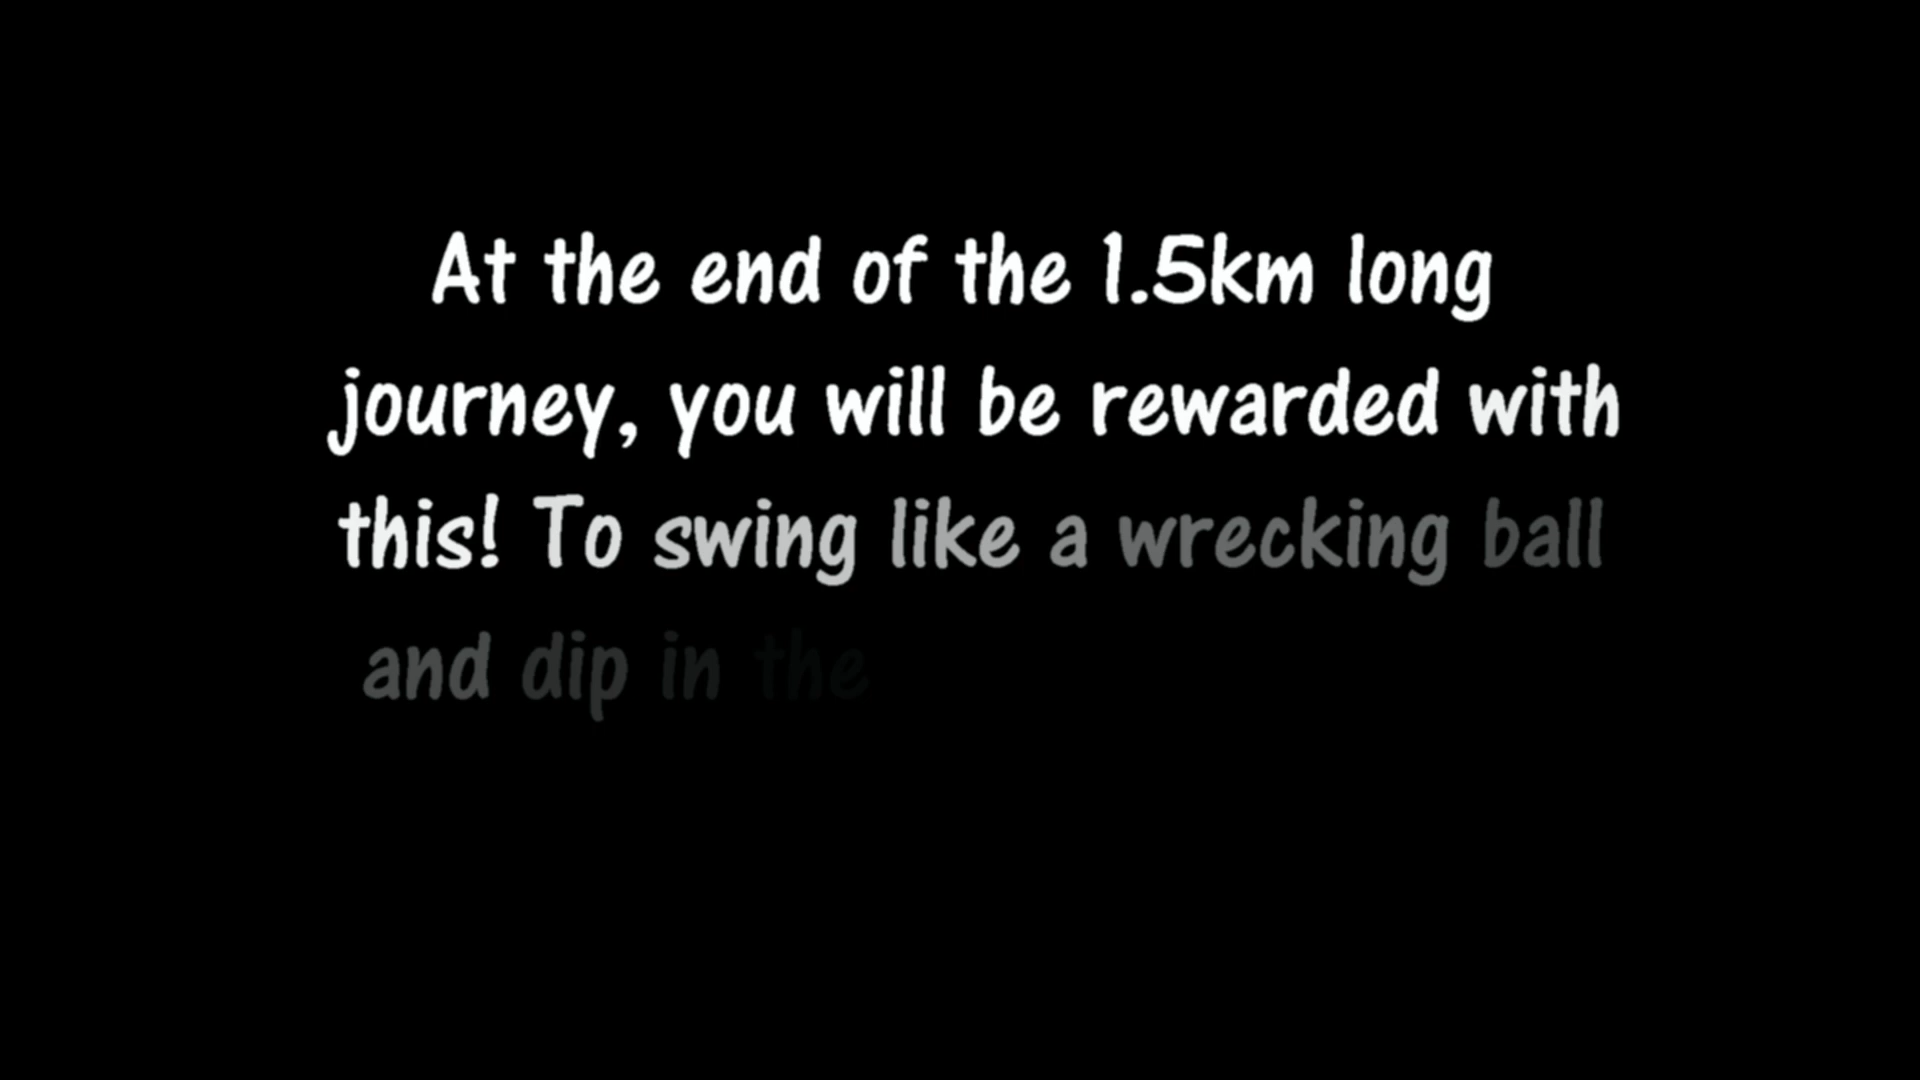 At the end of the 1.5km long
journey, you will be rewarded with
this! To swing like a wrecking ball
and dip in the